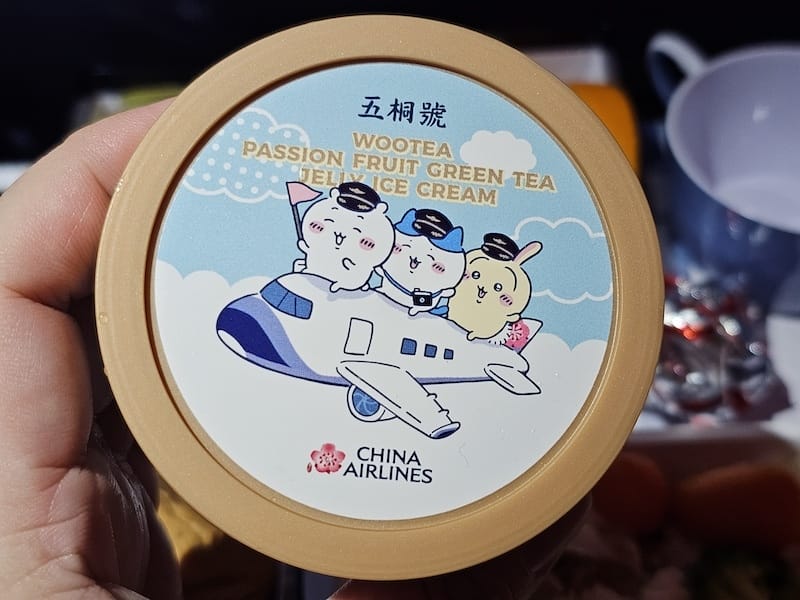 五桐號
WOOTEA
PASSION FRUIT GREEN TEA
JELLY ICE CREAM
CHINA
AIRLINES